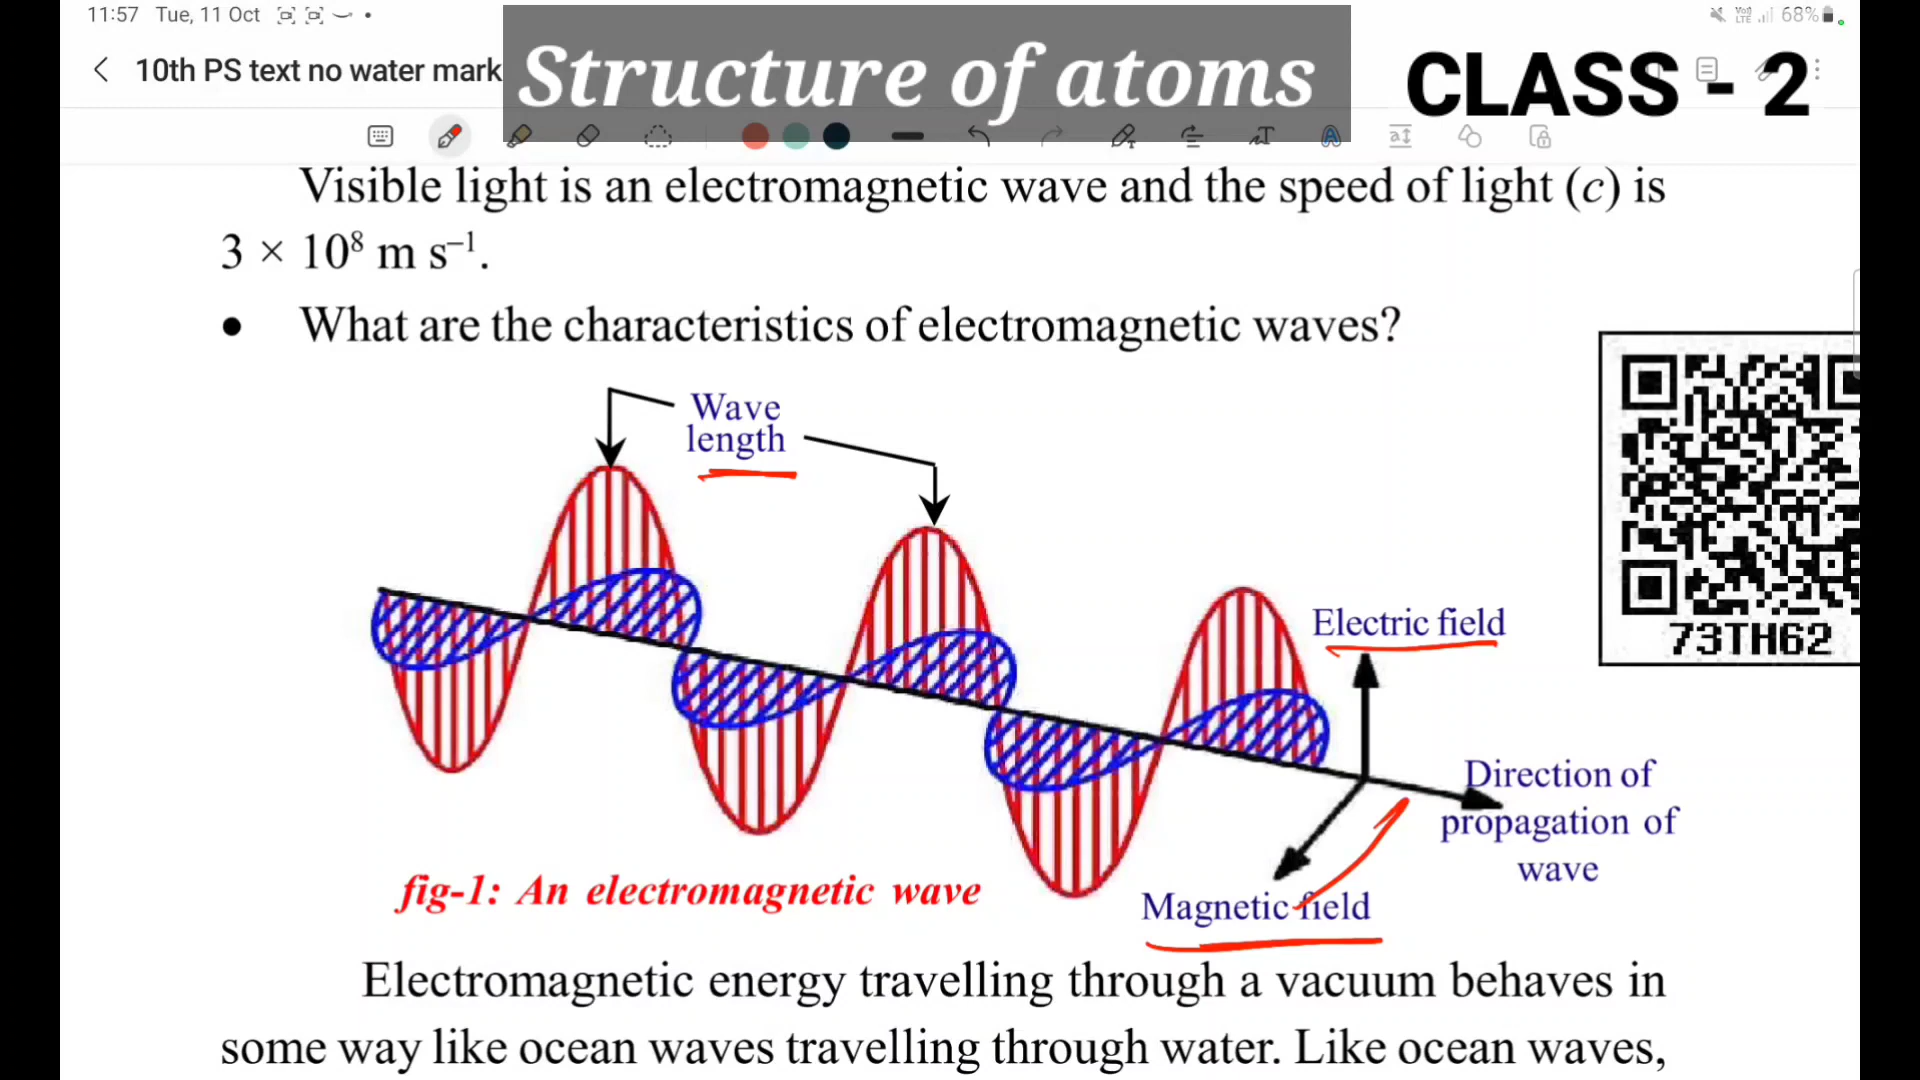 11:57 Tue, 11 Oct
68%
10th PS text no water mark
Structure of atoms
CLASS - 2
Visible light is an electromagnetic wave and the speed of light (c) is
3 × 10⁸ m s⁻¹.
• What are the characteristics of electromagnetic waves?
Wave
length
Electric field
73TH62
Direction of
propagation of
wave
fig-1: An electromagnetic wave
Magnetic field
Electromagnetic energy travelling through a vacuum behaves in
some way like ocean waves travelling through water. Like ocean waves,